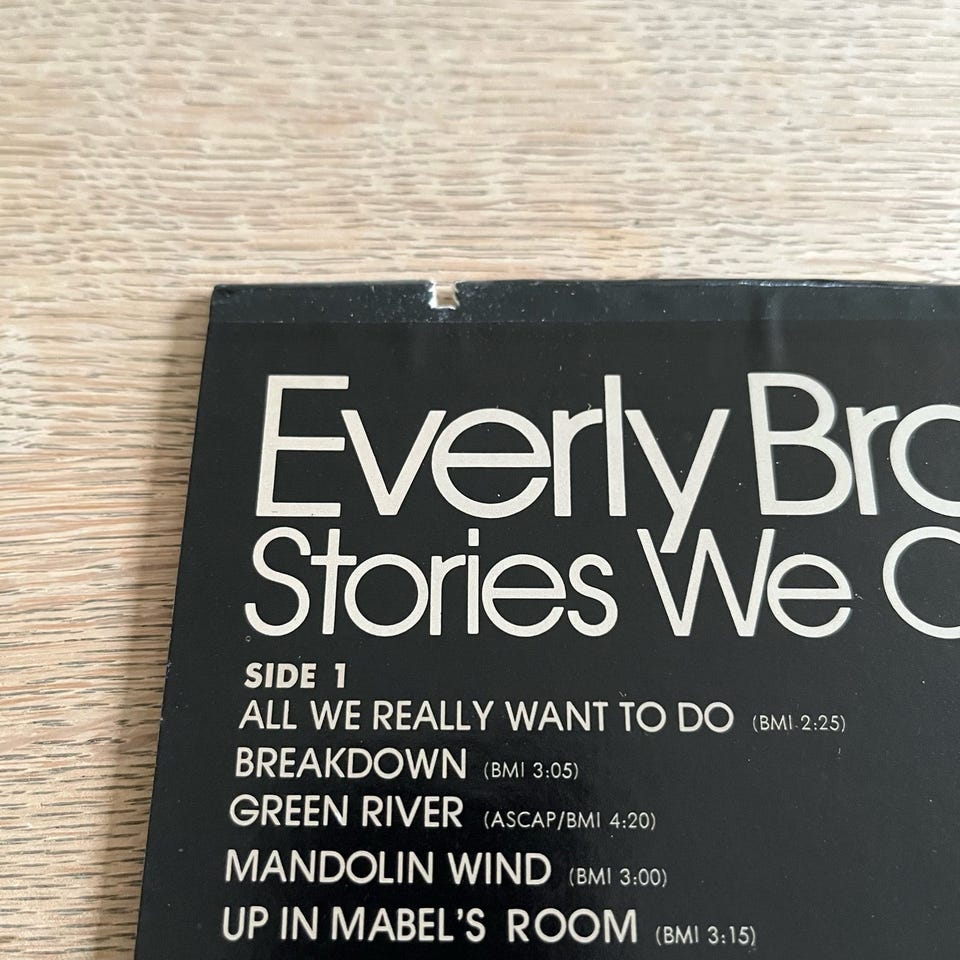 Everly Bro
Stories We C
SIDE 1
ALL WE REALLY WANT TO DO (BMI 2:25)
BREAKDOWN (BMI 3:05)
GREEN RIVER (ASCAP/BMI 4:20)
MANDOLIN WIND (BMI 3:00)
UP IN MABEL'S ROOM (BMI 3:15)